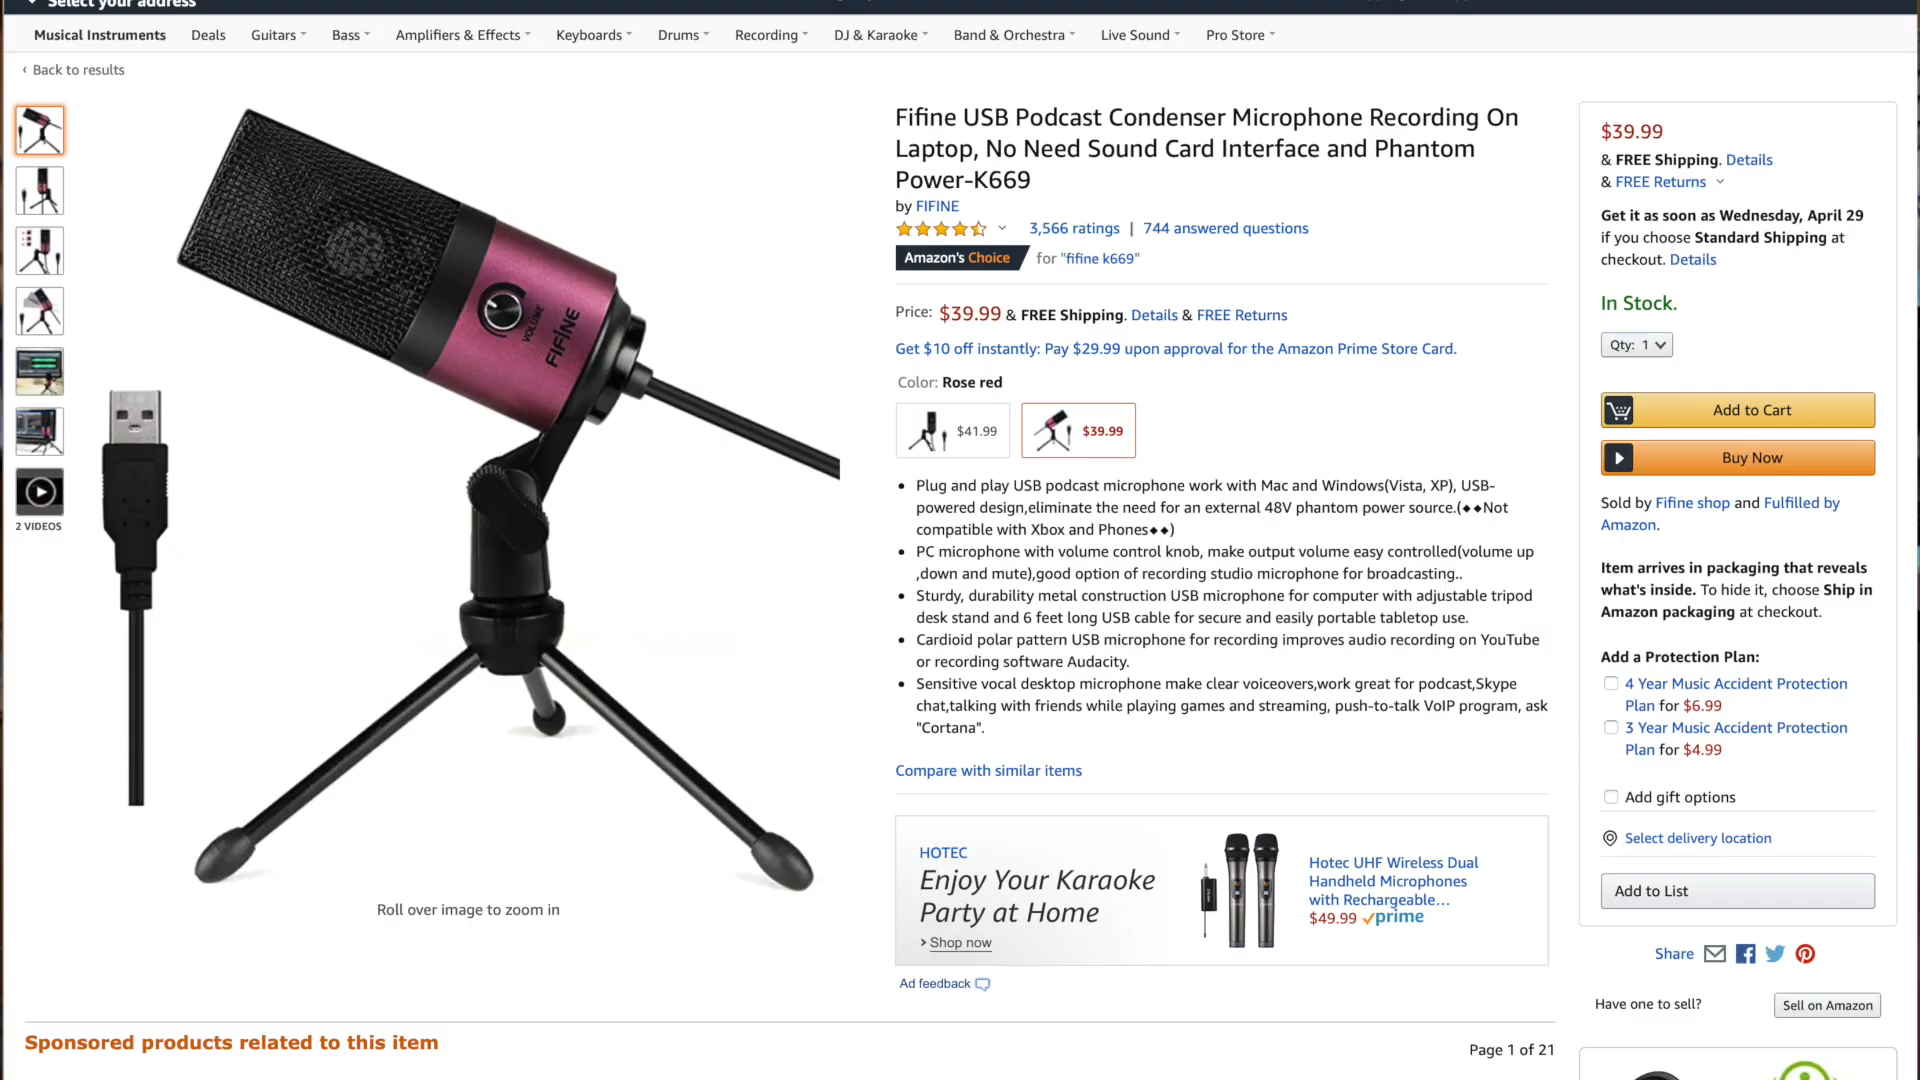 Select your address
Musical Instruments Deals Guitars Bass Amplifiers & Effects Keyboards Drums Recording DJ & Karaoke Band & Orchestra Live Sound Pro Store
‹ Back to results
2 VIDEOS
VOLUME
FIFINE
Roll over image to zoom in
Fifine USB Podcast Condenser Microphone Recording On
Laptop, No Need Sound Card Interface and Phantom
Power-K669
by FIFINE
3,566 ratings | 744 answered questions
Amazon's Choice for "fifine k669"
Price: $39.99 & FREE Shipping. Details & FREE Returns
Get $10 off instantly: Pay $29.99 upon approval for the Amazon Prime Store Card.
Color: Rose red
$41.99 $39.99
• Plug and play USB podcast microphone work with Mac and Windows(Vista, XP), USB-
powered design,eliminate the need for an external 48V phantom power source.(◆◆Not
compatible with Xbox and Phones◆◆)
• PC microphone with volume control knob, make output volume easy controlled(volume up
,down and mute),good option of recording studio microphone for broadcasting..
• Sturdy, durability metal construction USB microphone for computer with adjustable tripod
desk stand and 6 feet long USB cable for secure and easily portable tabletop use.
• Cardioid polar pattern USB microphone for recording improves audio recording on YouTube
or recording software Audacity.
• Sensitive vocal desktop microphone make clear voiceovers,work great for podcast,Skype
chat,talking with friends while playing games and streaming, push-to-talk VoIP program, ask
"Cortana".
Compare with similar items
HOTEC
Enjoy Your Karaoke
Party at Home
› Shop now
Hotec UHF Wireless Dual
Handheld Microphones
with Rechargeable…
$49.99 prime
Ad feedback
$39.99
& FREE Shipping. Details
& FREE Returns
Get it as soon as Wednesday, April 29
if you choose Standard Shipping at
checkout. Details
In Stock.
Qty: 1
Add to Cart
Buy Now
Sold by Fifine shop and Fulfilled by
Amazon.
Item arrives in packaging that reveals
what's inside. To hide it, choose Ship in
Amazon packaging at checkout.
Add a Protection Plan:
4 Year Music Accident Protection
Plan for $6.99
3 Year Music Accident Protection
Plan for $4.99
Add gift options
Select delivery location
Add to List
Share
Have one to sell? Sell on Amazon
Sponsored products related to this item
Page 1 of 21